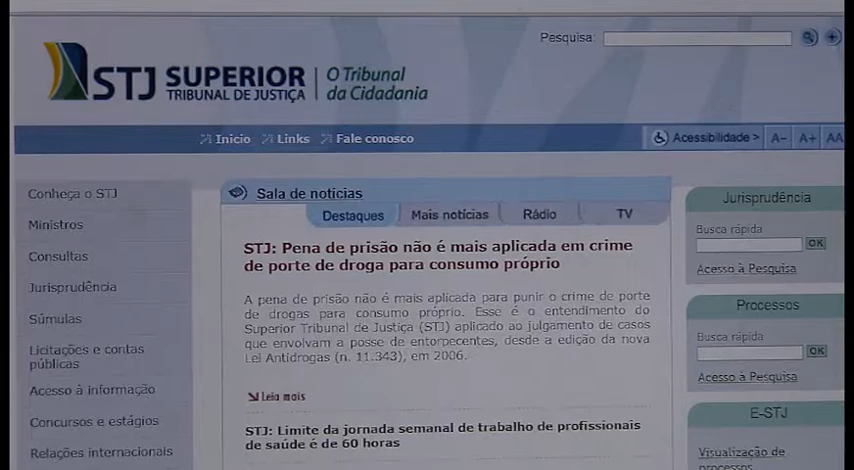 Pesquisa:
STJ SUPERIOR TRIBUNAL DE JUSTIÇA
O Tribunal da Cidadania
Inicio Links Fale conosco
Acessibilidade > A- A+ AA
Conheça o STJ
Ministros
Consultas
Jurisprudência
Súmulas
Licitações e contas
públicas
Acesso à informação
Concursos e estágios
Relações internacionais
Sala de notícias
Destaques Mais notícias Rádio TV
STJ: Pena de prisão não é mais aplicada em crime
de porte de droga para consumo próprio
A pena de prisão não é mais aplicada para punir o crime de porte
de drogas para consumo próprio. Esse é o entendimento do
Superior Tribunal de Justiça (STJ) aplicado ao julgamento de casos
que envolvam a posse de entorpecentes, desde a edição da nova
Lei Antidrogas (n. 11.343), em 2006.
Leia mais
STJ: Limite da jornada semanal de trabalho de profissionais
de saúde é de 60 horas
Jurisprudência
Busca rápida
OK
Acesso à Pesquisa
Processos
Busca rápida
OK
Acesso à Pesquisa
E-STJ
Visualização de
processos